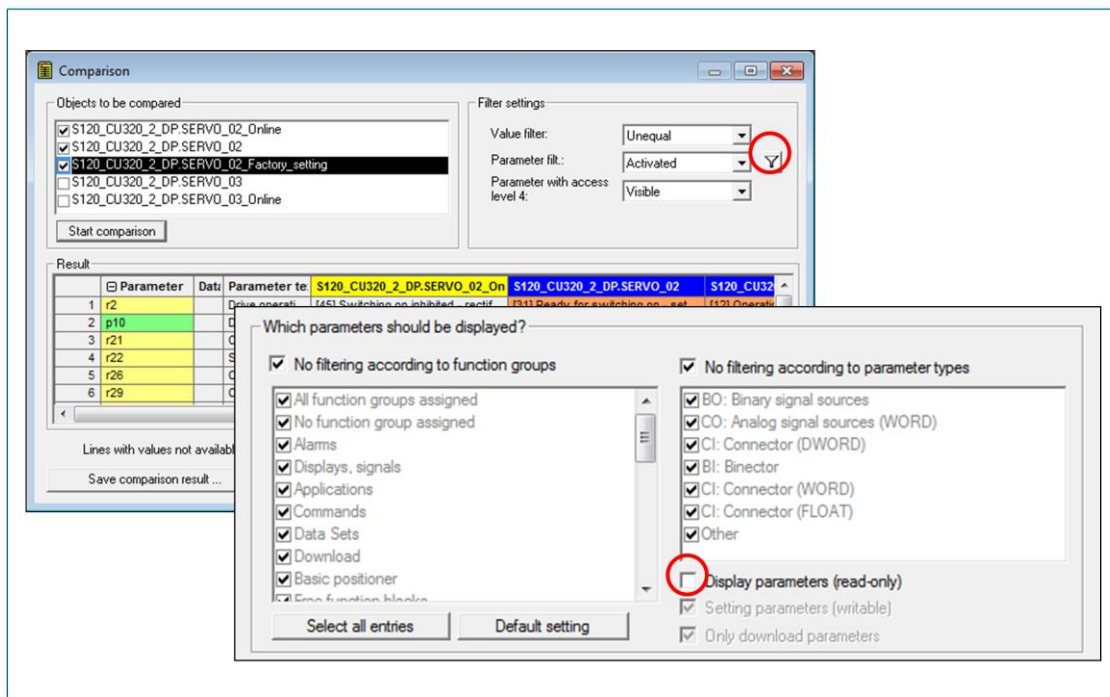 Comparison
Objects to be compared
S120_CU320_2_DP.SERVO_02_Online
S120_CU320_2_DP.SERVO_02
S120_CU320_2_DP.SERVO_02_Factory_setting
S120_CU320_2_DP.SERVO_03
S120_CU320_2_DP.SERVO_03_Online
Start comparison
Filter settings
Value filter: Unequal
Parameter filt.: Activated
Parameter with access
level 4: Visible
Result
Parameter Data Parameter te: S120_CU320_2_DP.SERVO_02_On S120_CU320_2_DP.SERVO_02 S120_CU32
1 r2 Drive operati [45] Switching on inhibited - rectif [31] Ready for switching on - set [12] Operatio
2 p10 D
3 r21 C
4 r22 S
5 r26 C
6 r29 C
Lines with values not availabl
Save comparison result ...
Which parameters should be displayed?
No filtering according to function groups
All function groups assigned
No function group assigned
Alarms
Displays, signals
Applications
Commands
Data Sets
Download
Basic positioner
Free function blocks
Select all entries Default setting
No filtering according to parameter types
BO: Binary signal sources
CO: Analog signal sources (WORD)
CI: Connector (DWORD)
BI: Binector
CI: Connector (WORD)
CI: Connector (FLOAT)
Other
Display parameters (read-only)
Setting parameters (writable)
Only download parameters